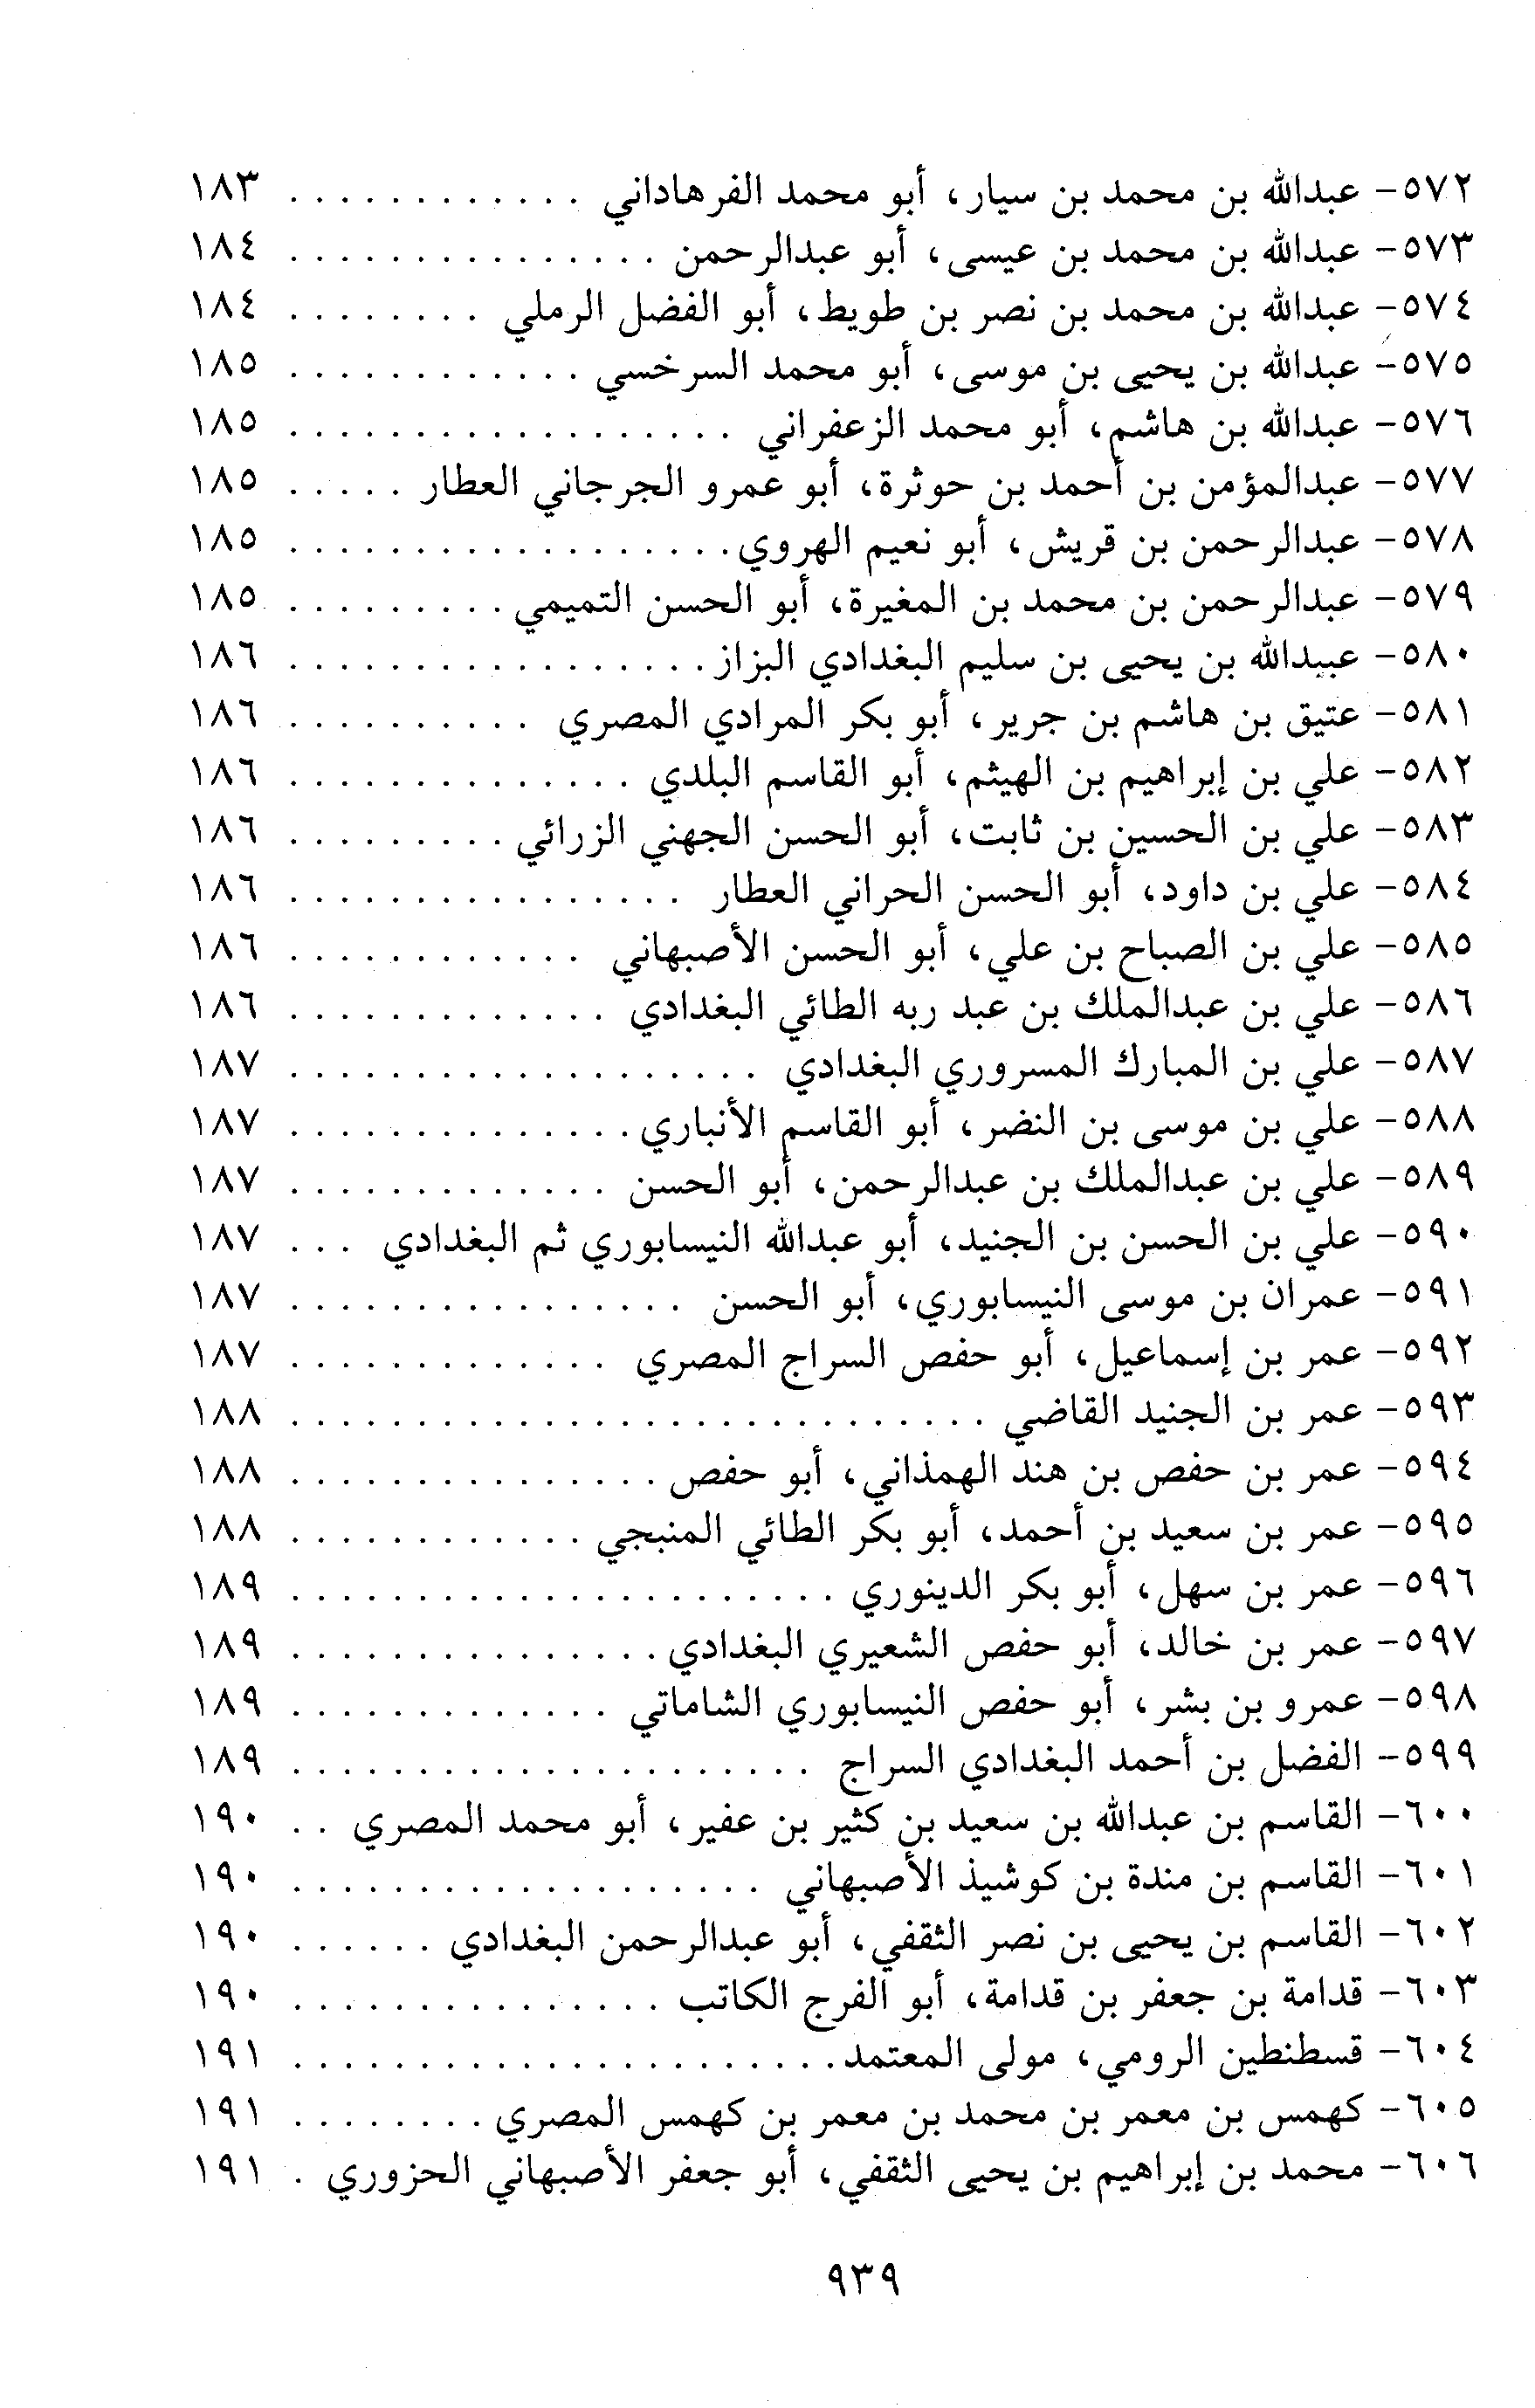 ٥٧٢- عبدالله بن محمد بن سيار، أبو محمد الفرهاداني . . . . . . . . . . . . ١٨٣
٥٧٣- عبدالله بن محمد بن عيسى، أبو عبدالرحمن . . . . . . . . . . . . . . . ١٨٤
٥٧٤- عبدالله بن محمد بن نصر بن طويط، أبو الفضل الرملي . . . . . . . . ١٨٤
٥٧٥- عبدالله بن يحيى بن موسى، أبو محمد السرخسي . . . . . . . . . . . . ١٨٥
٥٧٦- عبدالله بن هاشم، أبو محمد الزعفراني . . . . . . . . . . . . . . . . . . ١٨٥
٥٧٧- عبدالمؤمن بن أحمد بن حوثرة، أبو عمرو الجرجاني العطار . . . . . ١٨٥
٥٧٨- عبدالرحمن بن قريش، أبو نعيم الهروي . . . . . . . . . . . . . . . . . . ١٨٥
٥٧٩- عبدالرحمن بن محمد بن المغيرة، أبو الحسن التميمي . . . . . . . . . ١٨٥
٥٨٠- عبيدالله بن يحيى بن سليم البغدادي البزاز . . . . . . . . . . . . . . . . . ١٨٦
٥٨١- عتيق بن هاشم بن جرير، أبو بكر المرادي المصري . . . . . . . . . . ١٨٦
٥٨٢- علي بن إبراهيم بن الهيثم، أبو القاسم البلدي . . . . . . . . . . . . . . ١٨٦
٥٨٣- علي بن الحسين بن ثابت، أبو الحسن الجهني الزرائي . . . . . . . . . ١٨٦
٥٨٤- علي بن داود، أبو الحسن الحراني العطار . . . . . . . . . . . . . . . . ١٨٦
٥٨٥- علي بن الصباح بن علي، أبو الحسن الأصبهاني . . . . . . . . . . . . ١٨٦
٥٨٦- علي بن عبدالملك بن عبد ربه الطائي البغدادي . . . . . . . . . . . . . ١٨٦
٥٨٧- علي بن المبارك المسروري البغدادي . . . . . . . . . . . . . . . . . . . ١٨٧
٥٨٨- علي بن موسى بن النضر، أبو القاسم الأنباري . . . . . . . . . . . . . . ١٨٧
٥٨٩- علي بن عبدالملك بن عبدالرحمن، أبو الحسن . . . . . . . . . . . . . ١٨٧
٥٩٠- علي بن الحسن بن الجنيد، أبو عبدالله النيسابوري ثم البغدادي . . . ١٨٧
٥٩١- عمران بن موسى النيسابوري، أبو الحسن . . . . . . . . . . . . . . . . ١٨٧
٥٩٢- عمر بن إسماعيل، أبو حفص السراج المصري . . . . . . . . . . . . . ١٨٧
٥٩٣- عمر بن الجنيد القاضي . . . . . . . . . . . . . . . . . . . . . . . . . . . . ١٨٨
٥٩٤- عمر بن حفص بن هند الهمذاني، أبو حفص . . . . . . . . . . . . . . . ١٨٨
٥٩٥- عمر بن سعيد بن أحمد، أبو بكر الطائي المنبجي . . . . . . . . . . . . ١٨٨
٥٩٦- عمر بن سهل، أبو بكر الدينوري . . . . . . . . . . . . . . . . . . . . . . ١٨٩
٥٩٧- عمر بن خالد، أبو حفص الشعيري البغدادي . . . . . . . . . . . . . . . ١٨٩
٥٩٨- عمرو بن بشر، أبو حفص النيسابوري الشاماتي . . . . . . . . . . . . . ١٨٩
٥٩٩- الفضل بن أحمد البغدادي السراج . . . . . . . . . . . . . . . . . . . . . ١٨٩
٦٠٠- القاسم بن عبدالله بن سعيد بن كثير بن عفير، أبو محمد المصري . . ١٩٠
٦٠١- القاسم بن مندة بن كوشيذ الأصبهاني . . . . . . . . . . . . . . . . . . . ١٩٠
٦٠٢- القاسم بن يحيى بن نصر الثقفي، أبو عبدالرحمن البغدادي . . . . . . ١٩٠
٦٠٣- قدامة بن جعفر بن قدامة، أبو الفرج الكاتب . . . . . . . . . . . . . . . ١٩٠
٦٠٤- قسطنطين الرومي، مولى المعتمد . . . . . . . . . . . . . . . . . . . . . . ١٩١
٦٠٥- كهمس بن معمر بن محمد بن معمر بن كهمس المصري . . . . . . . . ١٩١
٦٠٦- محمد بن إبراهيم بن يحيى الثقفي، أبو جعفر الأصبهاني الحزوري . ١٩١
٩٣٩